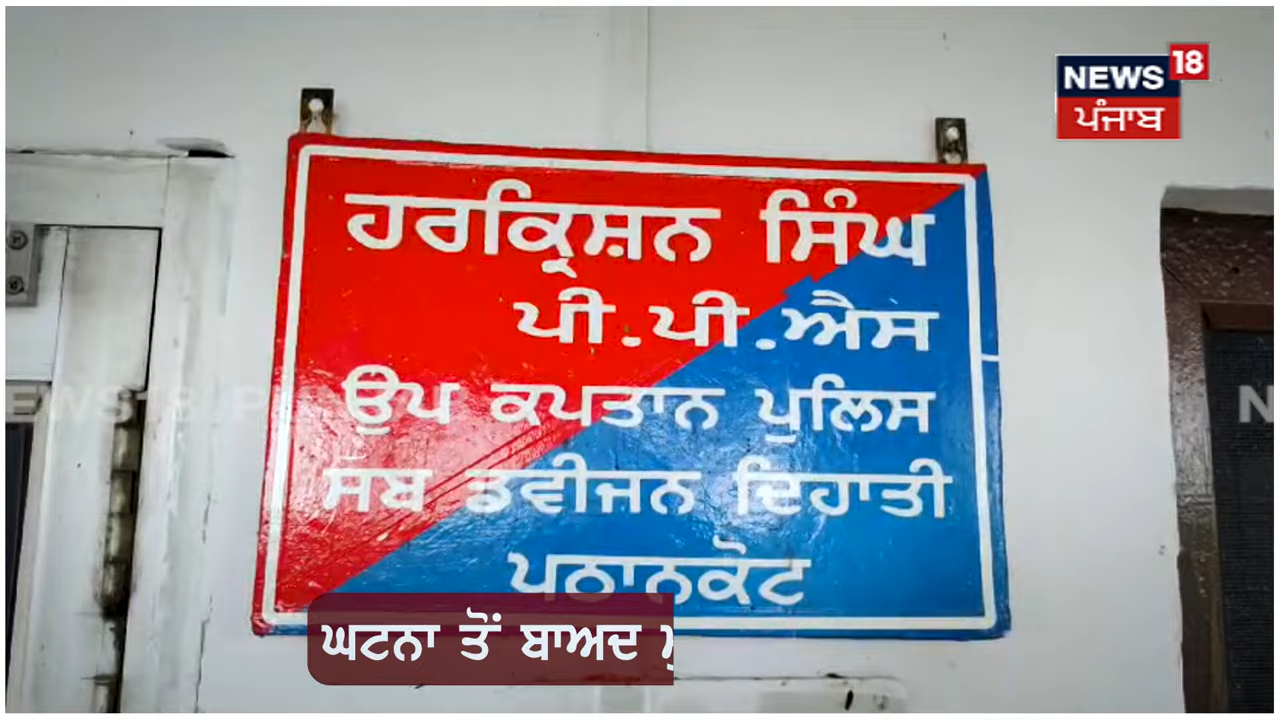 NEWS 18
ਪੰਜਾਬ
ਹਰਕ੍ਰਿਸ਼ਨ ਸਿੰਘ
ਪੀ.ਪੀ.ਐਸ
ਉਪ ਕਪਤਾਨ ਪੁਲਿਸ
ਸਬ ਡਵੀਜਨ ਦਿਹਾਤੀ
ਪਠਾਨਕੋਟ
ਘਟਨਾ ਤੋਂ ਬਾਅਦ